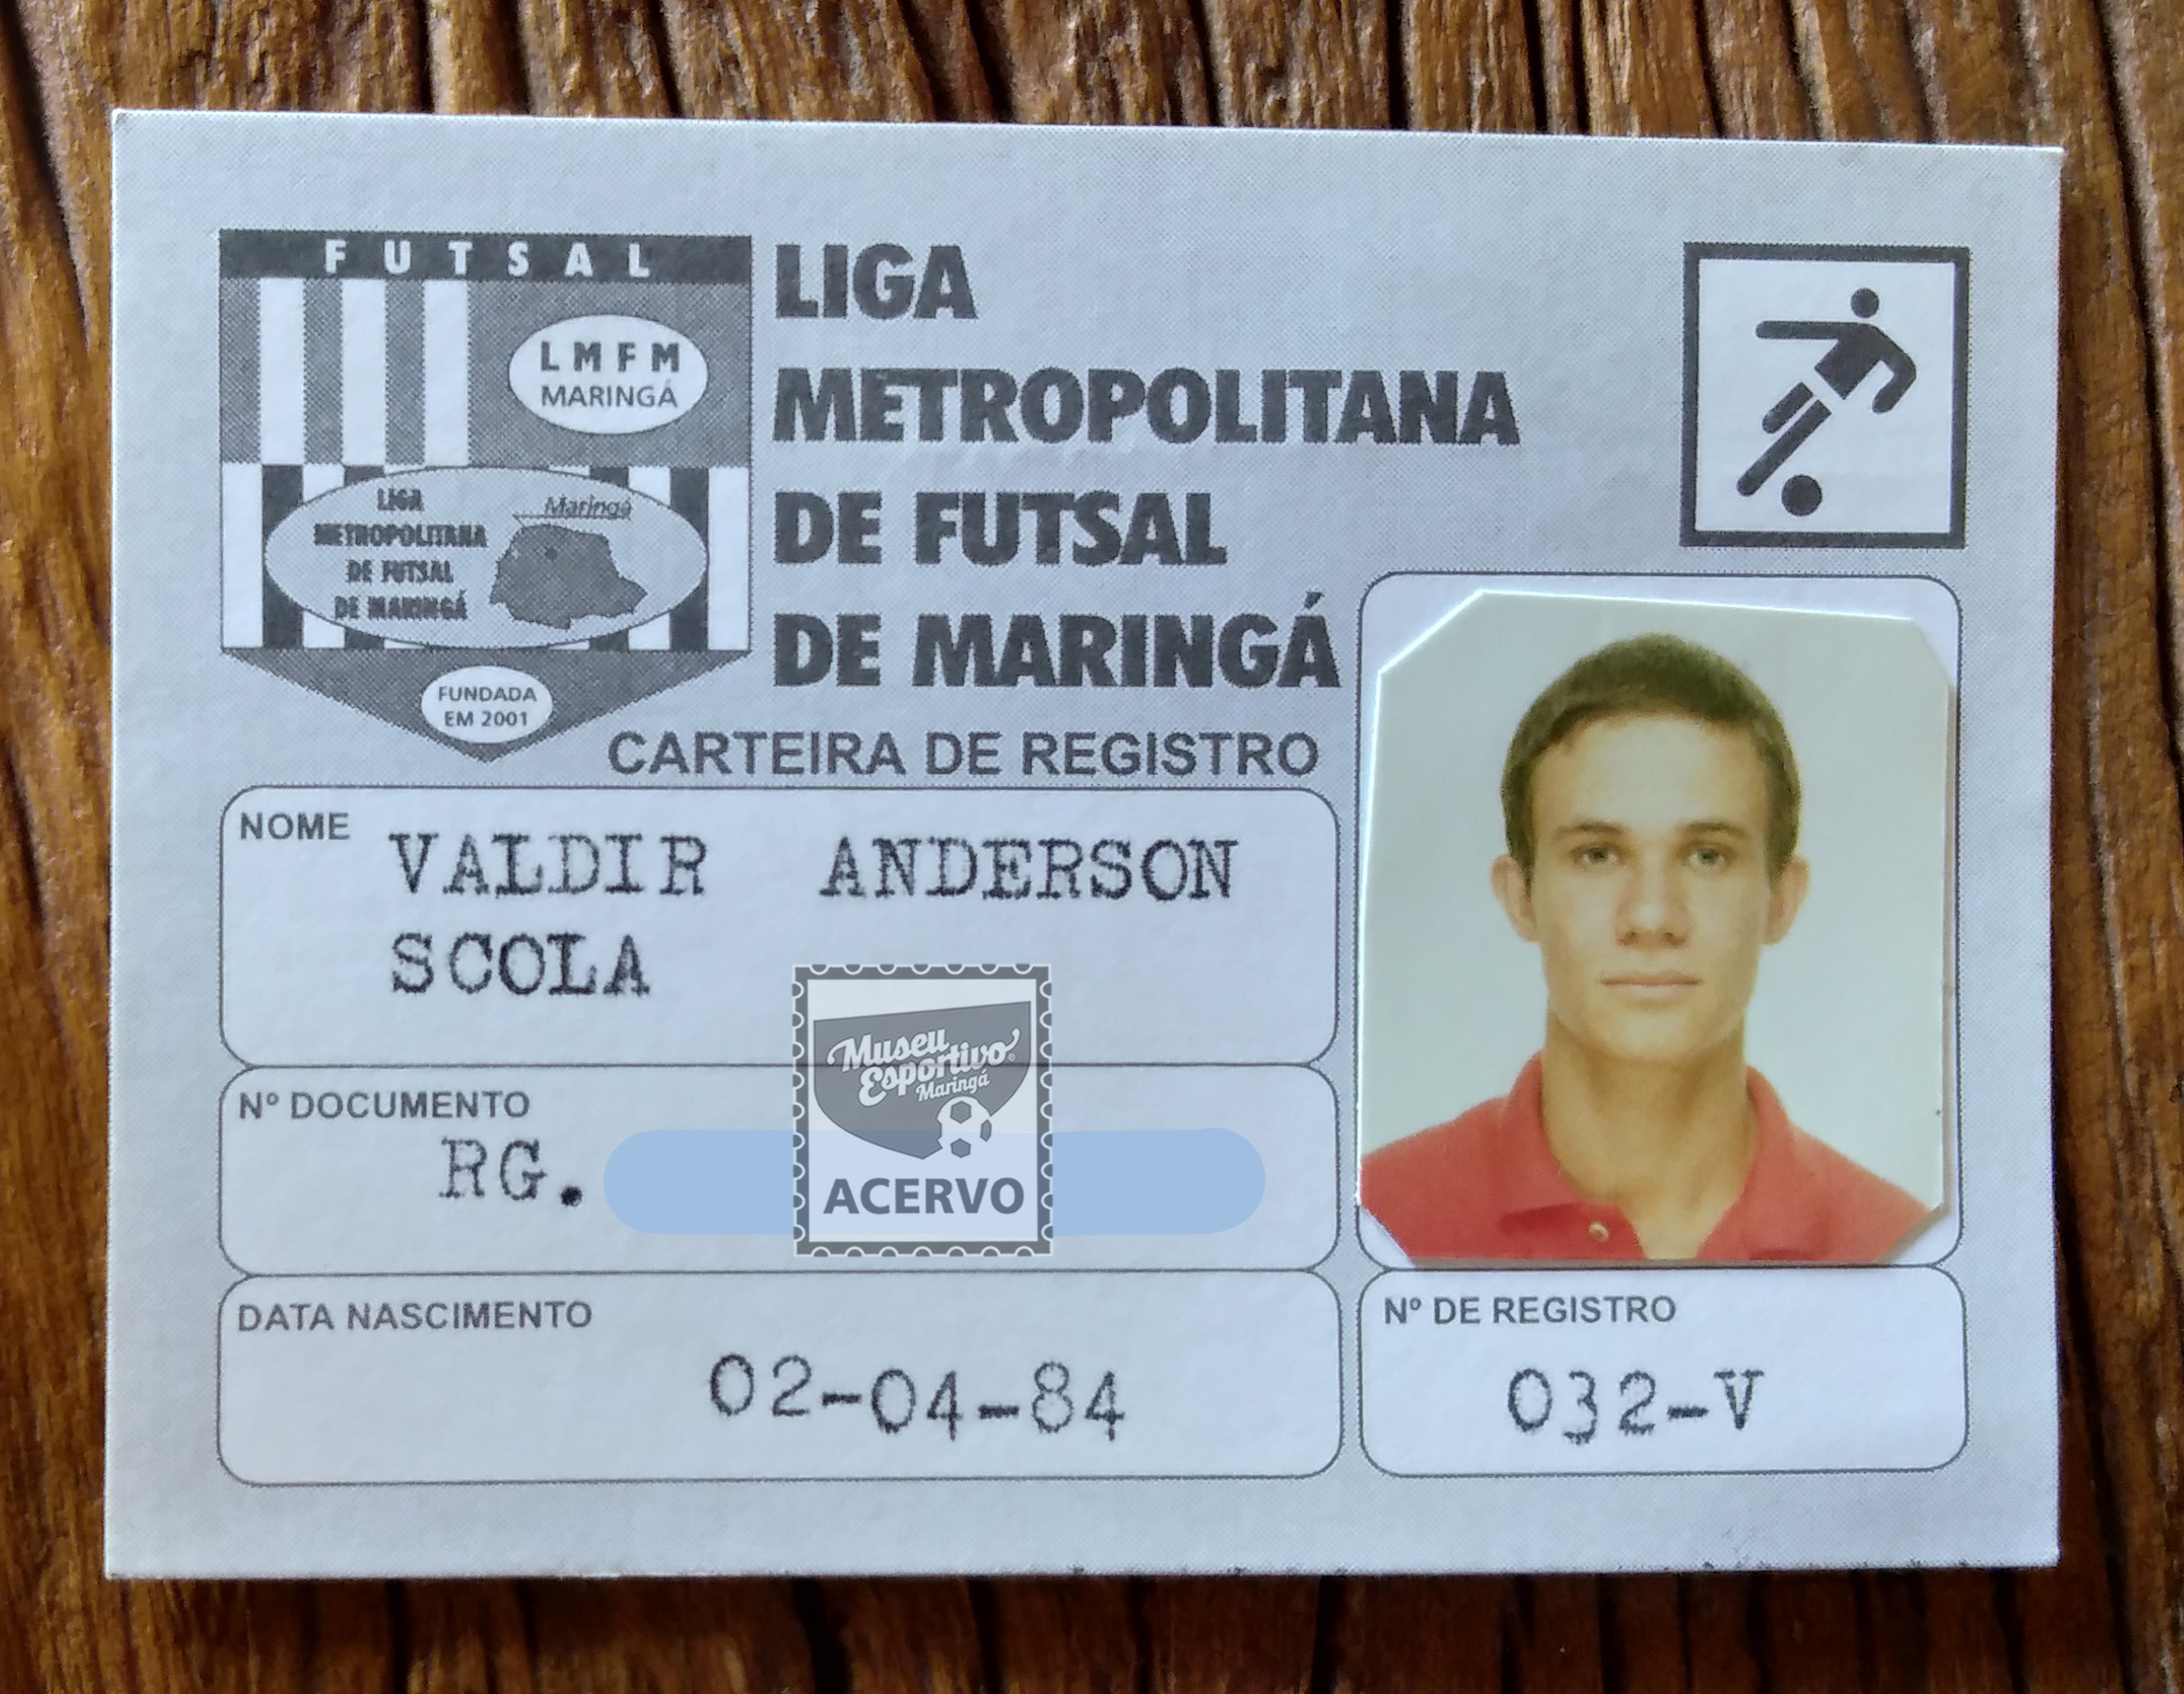 FUTSAL
LMFM
MARINGÁ
LIGA
METROPOLITANA
DE FUTSAL
DE MARINGÁ
Maringá
FUNDADA
EM 2001
LIGA
METROPOLITANA
DE FUTSAL
DE MARINGÁ
CARTEIRA DE REGISTRO
NOME
VALDIR ANDERSON
SCOLA
Nº DOCUMENTO
RG.
Museu
Esportivo®
Maringá
ACERVO
DATA NASCIMENTO
02-04-84
Nº DE REGISTRO
032-V